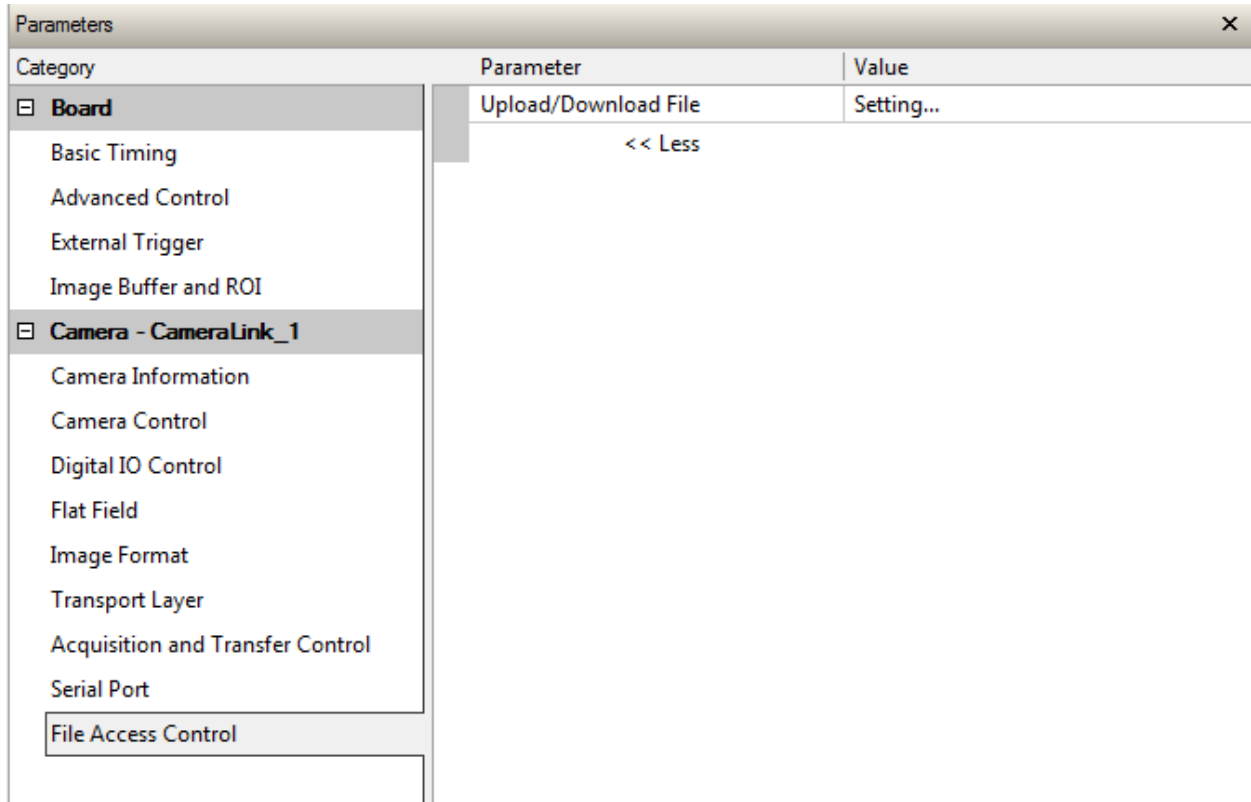 Parameters
Category
Parameter Value
Board
Upload/Download File Setting...
Basic Timing
<< Less
Advanced Control
External Trigger
Image Buffer and ROI
Camera - CameraLink_1
Camera Information
Camera Control
Digital IO Control
Flat Field
Image Format
Transport Layer
Acquisition and Transfer Control
Serial Port
File Access Control